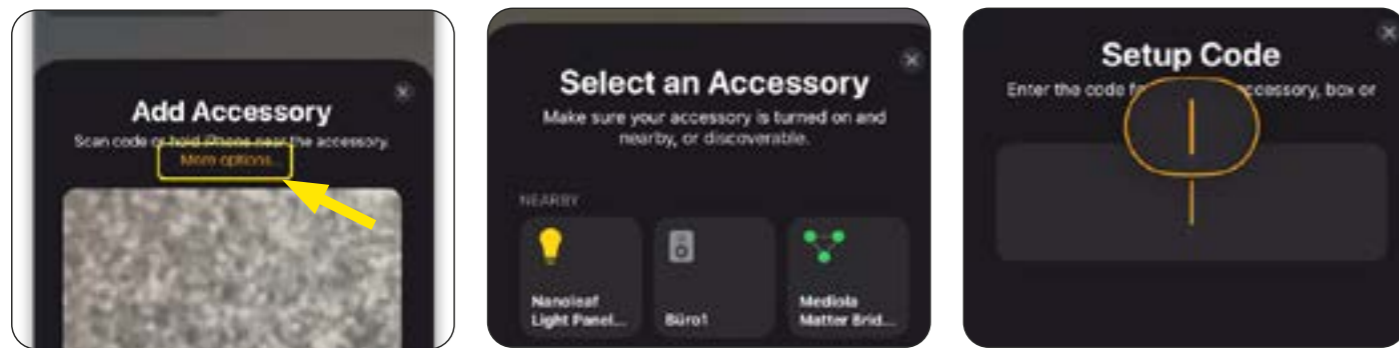 Add Accessory
Scan code or hold iPhone near the accessory.
More options...
Select an Accessory
Make sure your accessory is turned on and
nearby, or discoverable.
NEARBY
Nanoleaf
Light Panel...
Büro1
Mediola
Matter Brid...
Setup Code
Enter the code accessory, box or